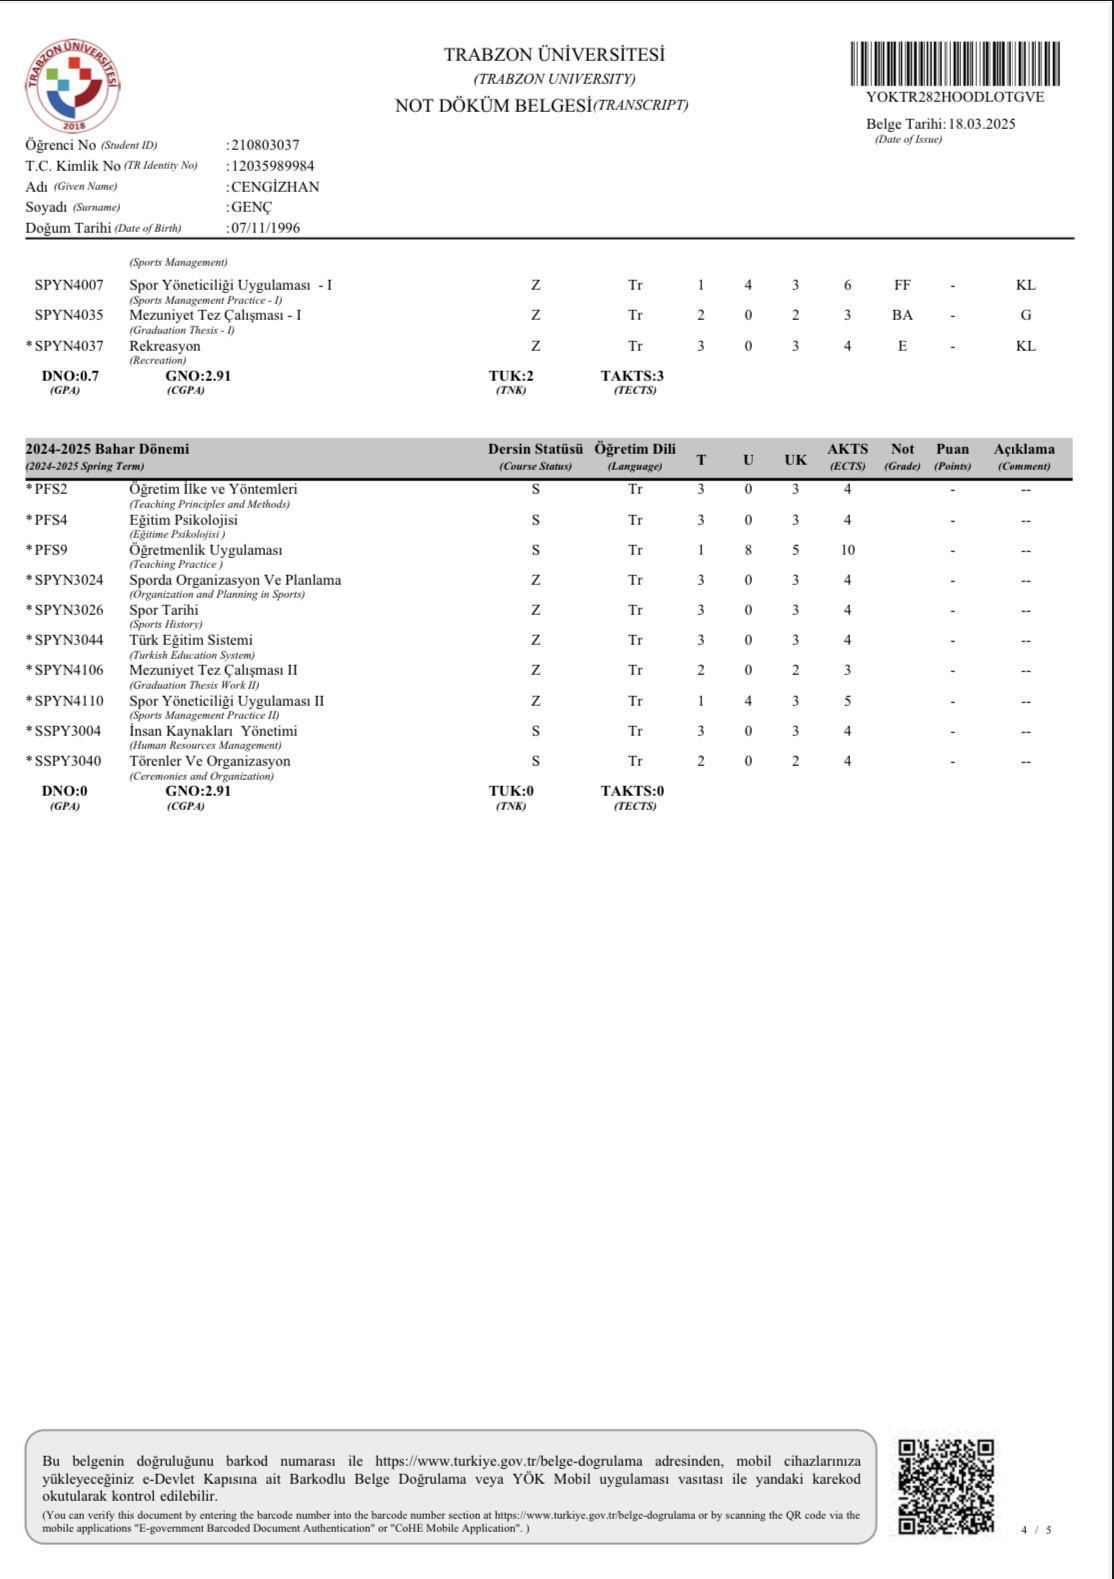 TRABZON ÜNİVERSİTESİ
2018
TRABZON ÜNİVERSİTESİ
(TRABZON UNIVERSITY)
NOT DÖKÜM BELGESİ(TRANSCRIPT)
YOKTR282HOODLOTGVE
Belge Tarihi: 18.03.2025
(Date of Issue)
Öğrenci No (Student ID) :210803037
T.C. Kimlik No (TR Identity No) :12035989984
Adı (Given Name) :CENGİZHAN
Soyadı (Surname) :GENÇ
Doğum Tarihi (Date of Birth) :07/11/1996
(Sports Management)
SPYN4007 Spor Yöneticiliği Uygulaması - I Z Tr 1 4 3 6 FF - KL
(Sports Management Practice - I)
SPYN4035 Mezuniyet Tez Çalışması - I Z Tr 2 0 2 3 BA - G
(Graduation Thesis - I)
*SPYN4037 Rekreasyon Z Tr 3 0 3 4 E - KL
(Recreation)
DNO:0.7 GNO:2.91 TUK:2 TAKTS:3
(GPA) (CGPA) (TNK) (TECTS)
2024-2025 Bahar Dönemi Dersin Statüsü Öğretim Dili T U UK AKTS Not Puan Açıklama
(2024-2025 Spring Term) (Course Status) (Language) (ECTS) (Grade) (Points) (Comment)
*PFS2 Öğretim İlke ve Yöntemleri S Tr 3 0 3 4 - --
(Teaching Principles and Methods)
*PFS4 Eğitim Psikolojisi S Tr 3 0 3 4 - --
(Eğitime Psikolojisi )
*PFS9 Öğretmenlik Uygulaması S Tr 1 8 5 10 - --
(Teaching Practice )
*SPYN3024 Sporda Organizasyon Ve Planlama Z Tr 3 0 3 4 - --
(Organization and Planning in Sports)
*SPYN3026 Spor Tarihi Z Tr 3 0 3 4 - --
(Sports History)
*SPYN3044 Türk Eğitim Sistemi Z Tr 3 0 3 4 - --
(Turkish Education System)
*SPYN4106 Mezuniyet Tez Çalışması II Z Tr 2 0 2 3 - --
(Graduation Thesis Work II)
*SPYN4110 Spor Yöneticiliği Uygulaması II Z Tr 1 4 3 5 - --
(Sports Management Practice II)
*SSPY3004 İnsan Kaynakları Yönetimi S Tr 3 0 3 4 - --
(Human Resources Management)
*SSPY3040 Törenler Ve Organizasyon S Tr 2 0 2 4 - --
(Ceremonies and Organization)
DNO:0 GNO:2.91 TUK:0 TAKTS:0
(GPA) (CGPA) (TNK) (TECTS)
Bu belgenin doğruluğunu barkod numarası ile https://www.turkiye.gov.tr/belge-dogrulama adresinden, mobil cihazlarınıza
yükleyeceğiniz e-Devlet Kapısına ait Barkodlu Belge Doğrulama veya YÖK Mobil uygulaması vasıtası ile yandaki karekod
okutularak kontrol edilebilir.
(You can verify this document by entering the barcode number into the barcode number section at https://www.turkiye.gov.tr/belge-dogrulama or by scanning the QR code via the
mobile applications "E-government Barcoded Document Authentication" or "CoHE Mobile Application". )
4 / 5